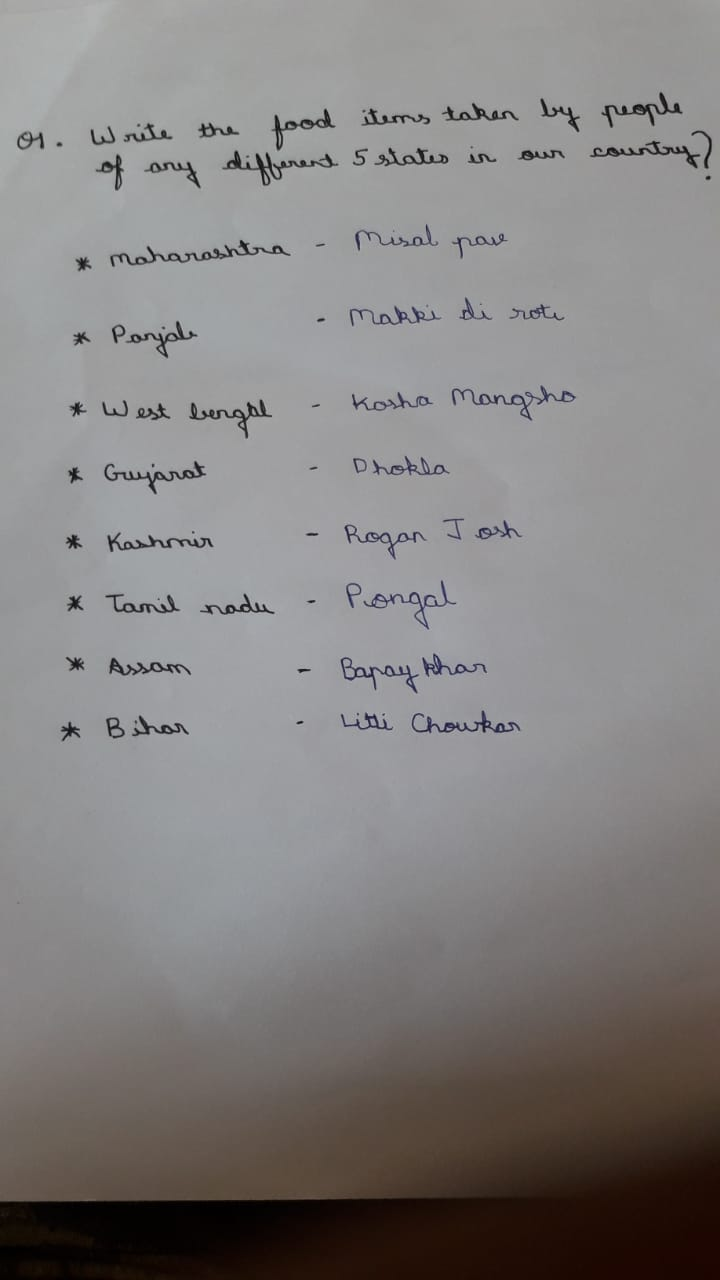 01. Write the food items taken by people
of any different 5 states in our country?
* Maharashtra - Misal pav
* Panjab - Makki di roti
* West bengal - Kosha Mangsho
* Gujarat - Dhokla
* Kashmir - Rogan Josh
* Tamil nadu - Pongal
* Assam - Bapay khar
* Bihar - Litti Chowkar